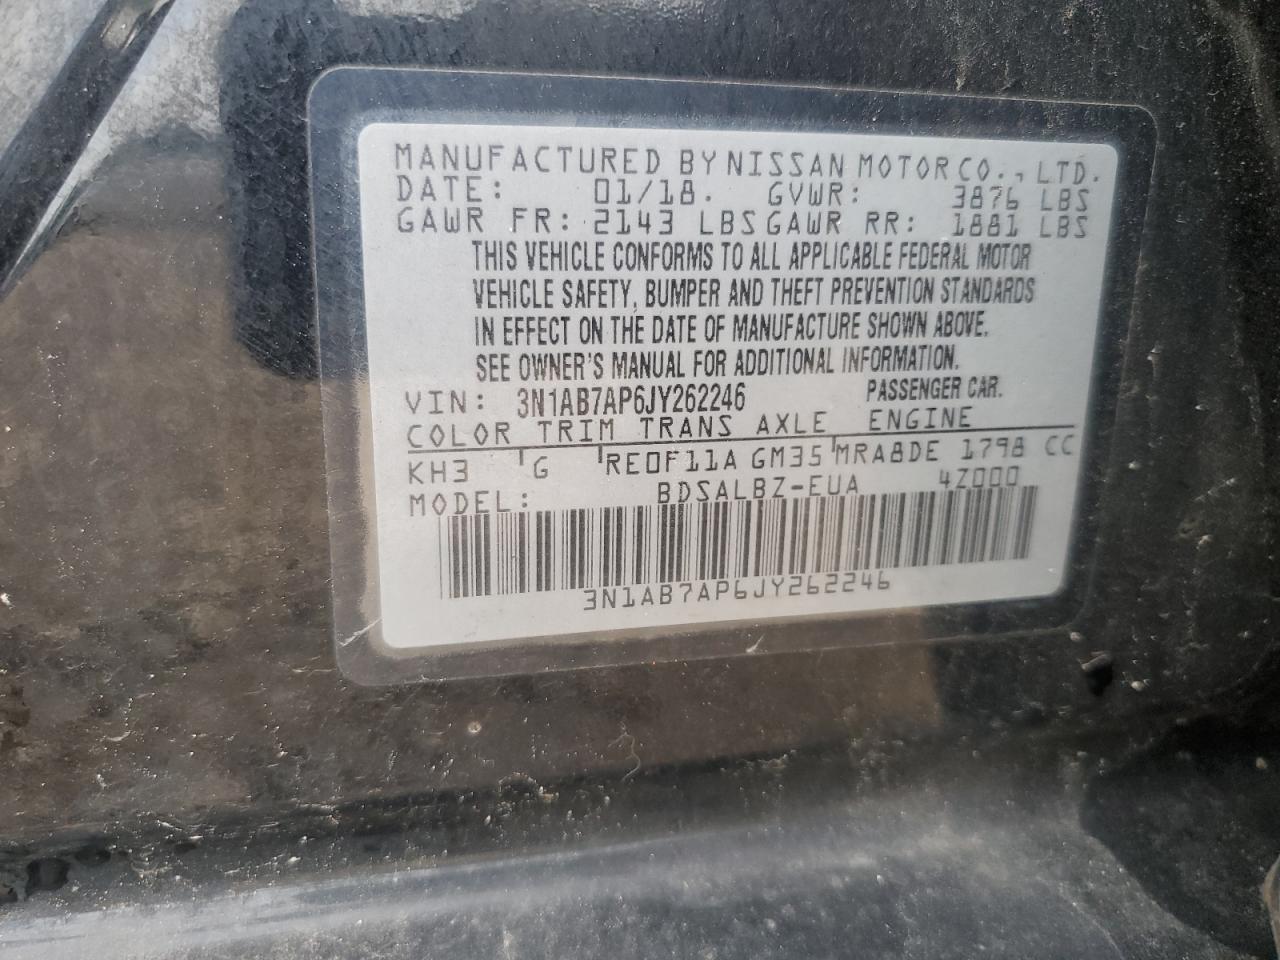 MANUFACTURED BY NISSAN MOTOR CO., LTD.
DATE: 01/18. GVWR: 3876 LBS
GAWR FR: 2143 LBS GAWR RR: 1881 LBS
THIS VEHICLE CONFORMS TO ALL APPLICABLE FEDERAL MOTOR
VEHICLE SAFETY, BUMPER AND THEFT PREVENTION STANDARDS
IN EFFECT ON THE DATE OF MANUFACTURE SHOWN ABOVE.
SEE OWNER'S MANUAL FOR ADDITIONAL INFORMATION.
VIN: 3N1AB7AP6JY262246 PASSENGER CAR.
COLOR TRIM TRANS AXLE ENGINE
KH3 G RE0F11A GM35 MRA8DE 1798 CC
MODEL: BDSALBZ-EUA 4Z000
3N1AB7AP6JY262246